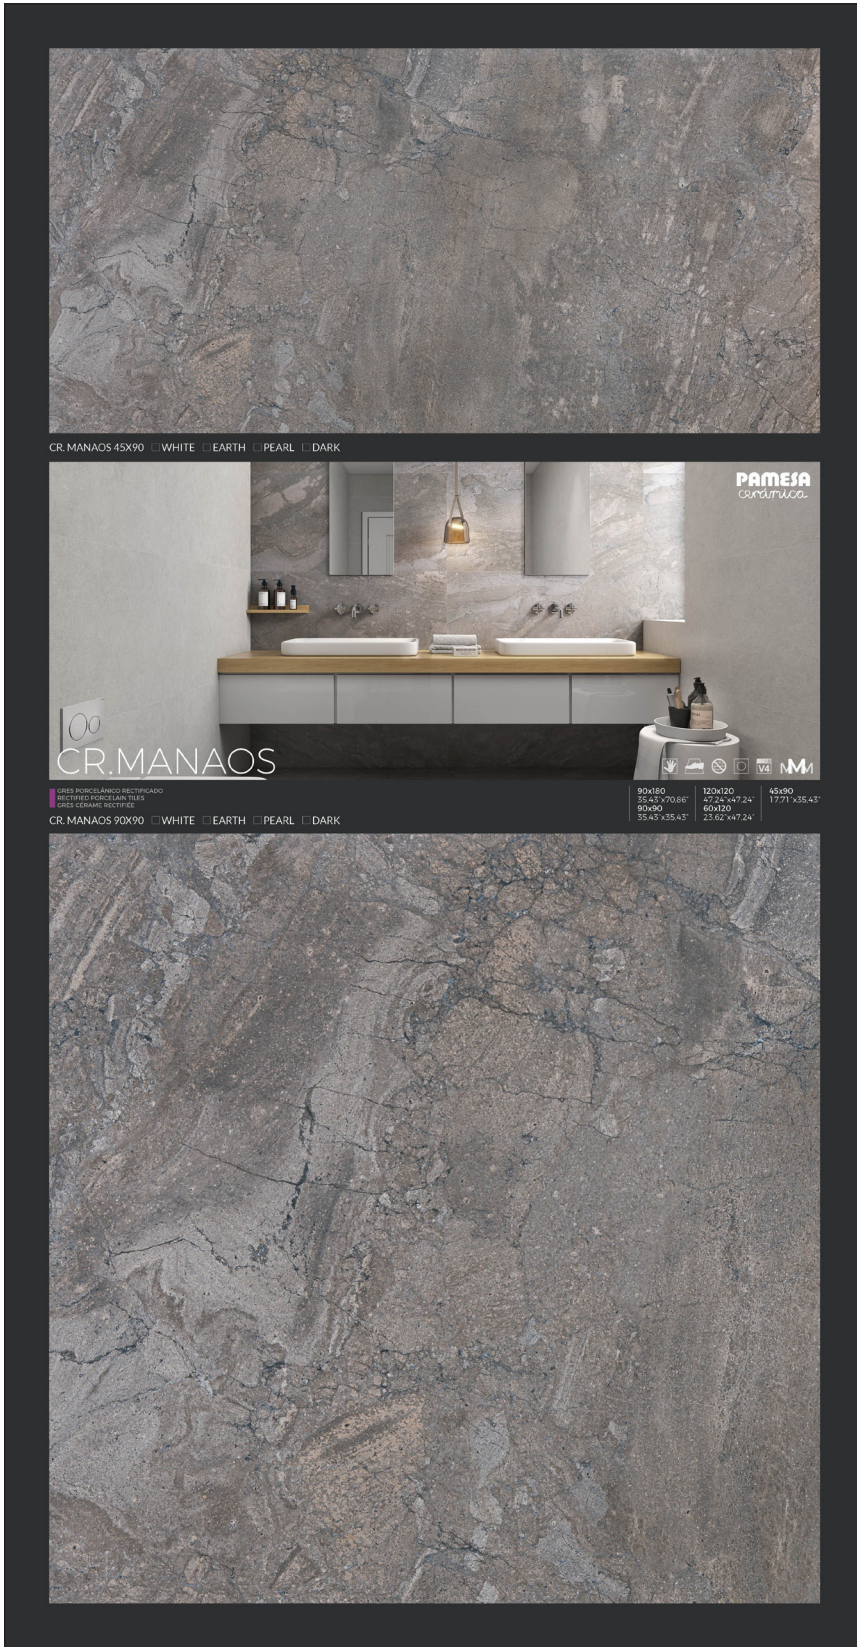 CR. MANAOS 45X90 ☐ WHITE ☐ EARTH ☐ PEARL ☐ DARK
PAMESA
cerámica
CR.MANAOS
V4
GRES PORCELÁNICO RECTIFICADO
RECTIFIED PORCELAIN TILES
GRÈS CÉRAME RECTIFIÉE
90x180 120x120 45x90
35.43"x70.86" 47.24"x47.24" 17.71"x35.43"
90x90 60x120
35.43"x35.43" 23.62"x47.24"
CR. MANAOS 90X90 ☐ WHITE ☐ EARTH ☐ PEARL ☐ DARK